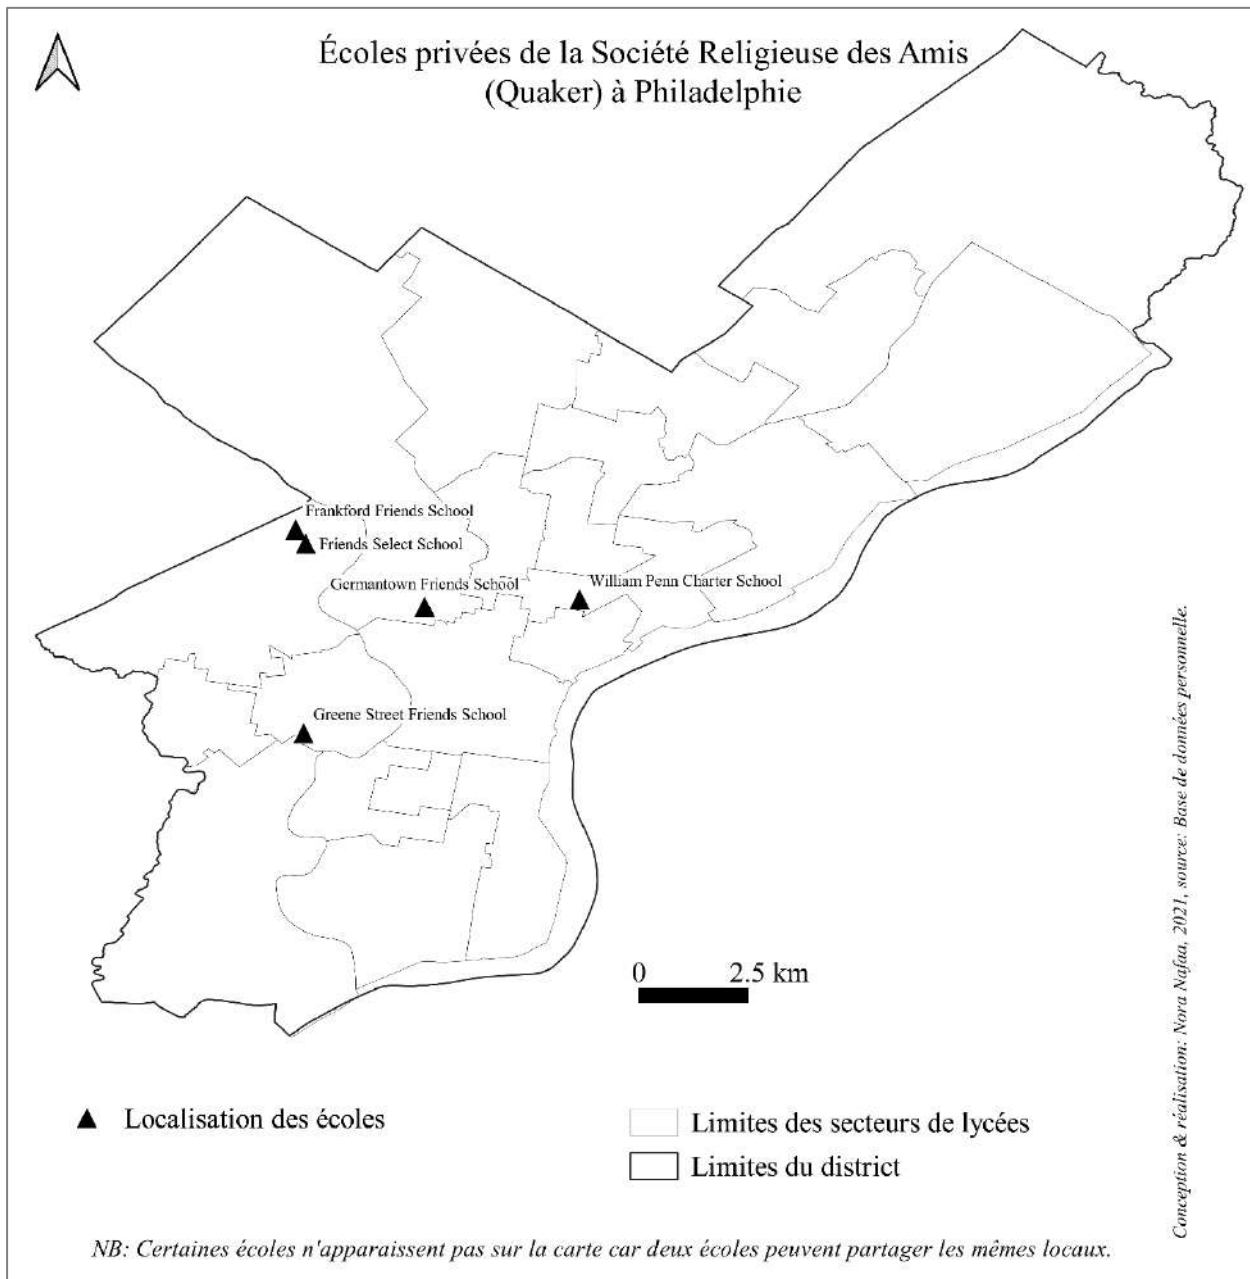 Écoles privées de la Société Religieuse des Amis
(Quaker) à Philadelphie
Frankford Friends School
Friends Select School
Germantown Friends School
William Penn Charter School
Greene Street Friends School
0 2.5 km
Localisation des écoles
Limites des secteurs de lycées
Limites du district
NB: Certaines écoles n'apparaissent pas sur la carte car deux écoles peuvent partager les mêmes locaux.
Conception & réalisation: Nora Nafaa, 2021, source: Base de données personnelle.